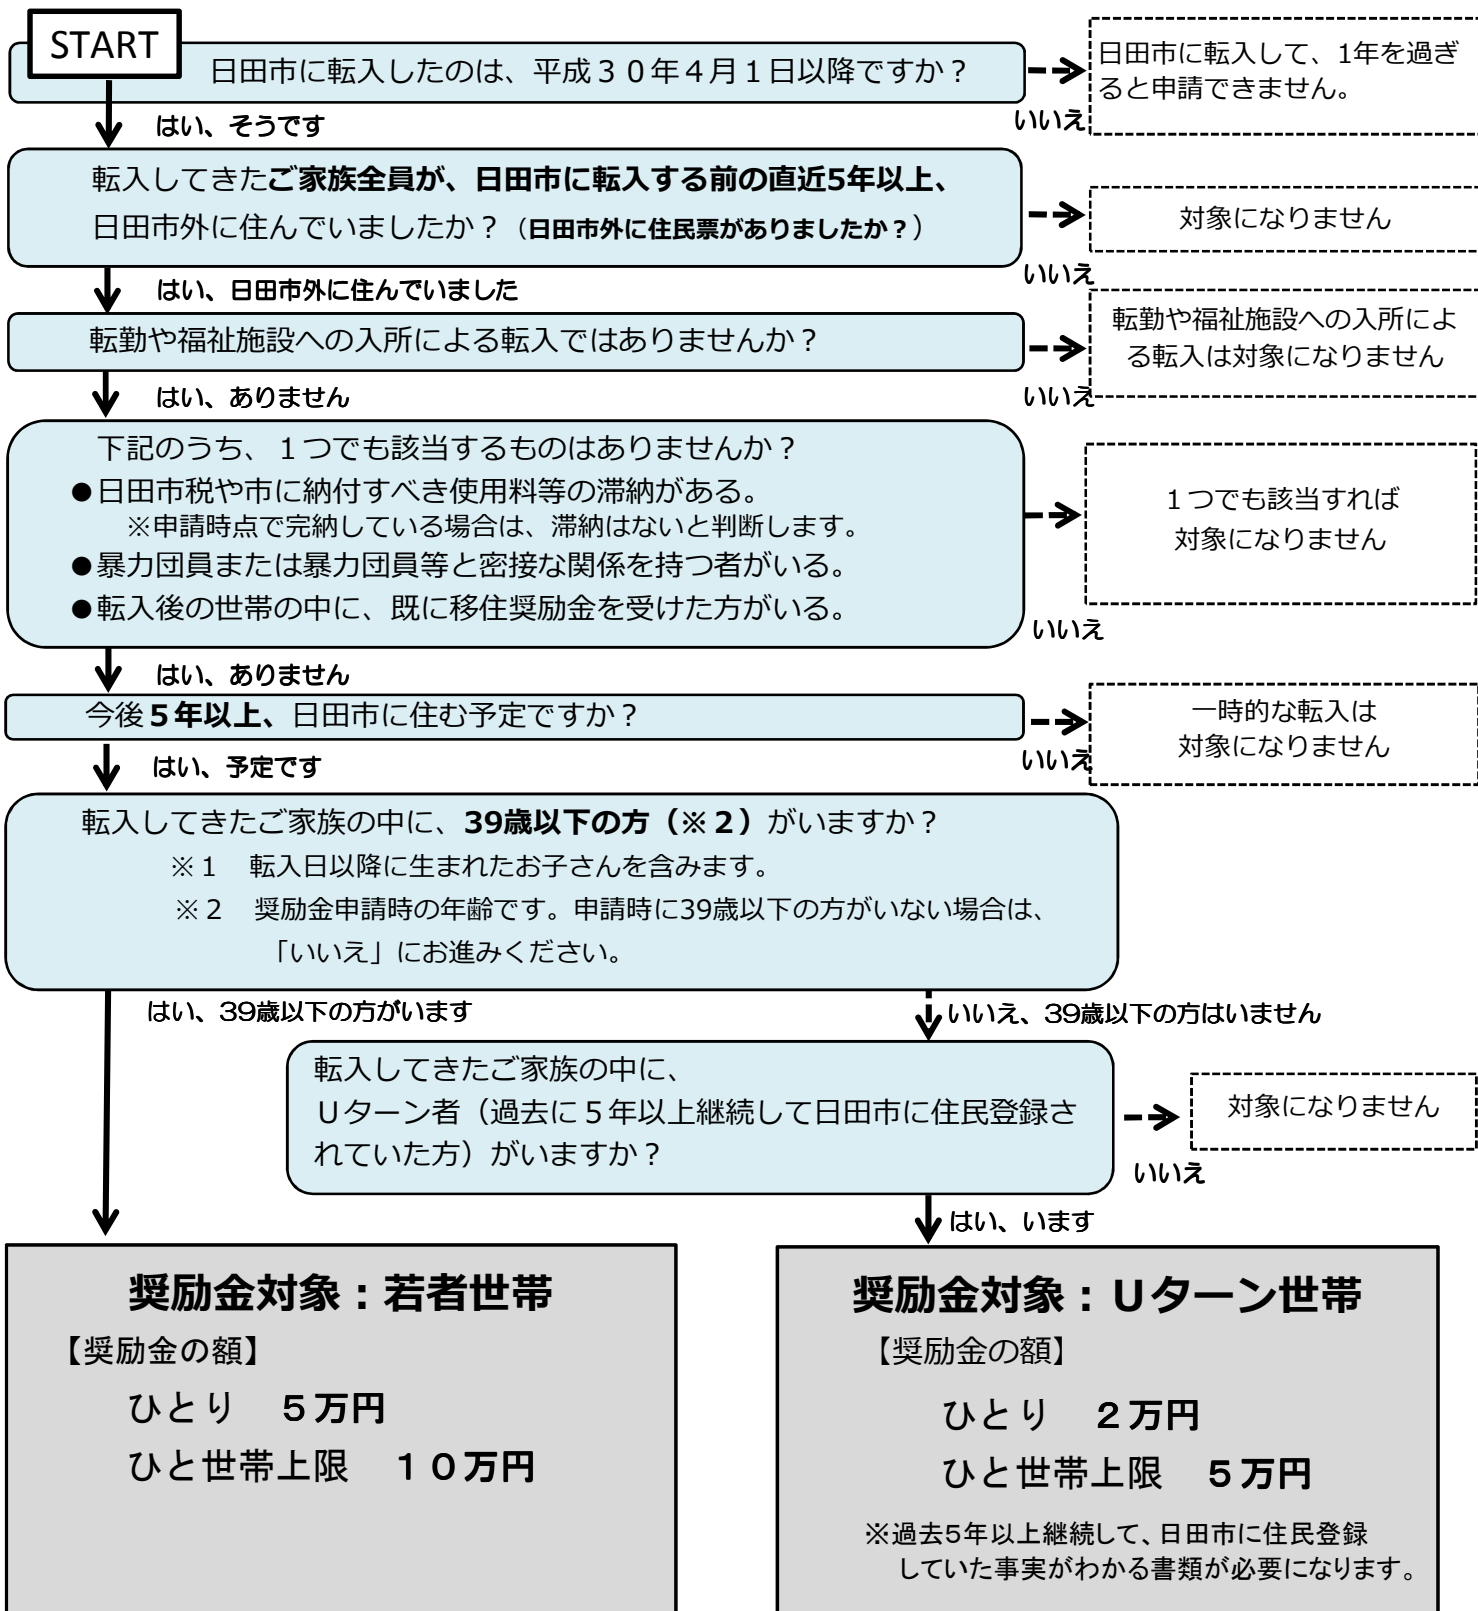 START
日田市に転入したのは、平成３０年４月１日以降ですか？
日田市に転入して、1年を過ぎ
ると申請できません。
はい、そうです
いいえ
転入してきたご家族全員が、日田市に転入する前の直近5年以上、
日田市外に住んでいましたか？（日田市外に住民票がありましたか？）
対象になりません
はい、日田市外に住んでいました
いいえ
転勤や福祉施設への入所による転入ではありませんか？
転勤や福祉施設への入所によ
る転入は対象になりません
はい、ありません
いいえ
下記のうち、１つでも該当するものはありませんか？
●日田市税や市に納付すべき使用料等の滞納がある。
※申請時点で完納している場合は、滞納はないと判断します。
●暴力団員または暴力団員等と密接な関係を持つ者がいる。
●転入後の世帯の中に、既に移住奨励金を受けた方がいる。
１つでも該当すれば
対象になりません
いいえ
はい、ありません
今後５年以上、日田市に住む予定ですか？
一時的な転入は
対象になりません
はい、予定です
いいえ
転入してきたご家族の中に、39歳以下の方（※２）がいますか？
※１　転入日以降に生まれたお子さんを含みます。
※２　奨励金申請時の年齢です。申請時に39歳以下の方がいない場合は、
「いいえ」にお進みください。
はい、39歳以下の方がいます
いいえ、39歳以下の方はいません
転入してきたご家族の中に、
Ｕターン者（過去に５年以上継続して日田市に住民登録さ
れていた方）がいますか？
対象になりません
いいえ
はい、います
奨励金対象：若者世帯
【奨励金の額】
ひとり　５万円
ひと世帯上限　１０万円
奨励金対象：Ｕターン世帯
【奨励金の額】
ひとり　２万円
ひと世帯上限　５万円
※過去5年以上継続して、日田市に住民登録
していた事実がわかる書類が必要になります。